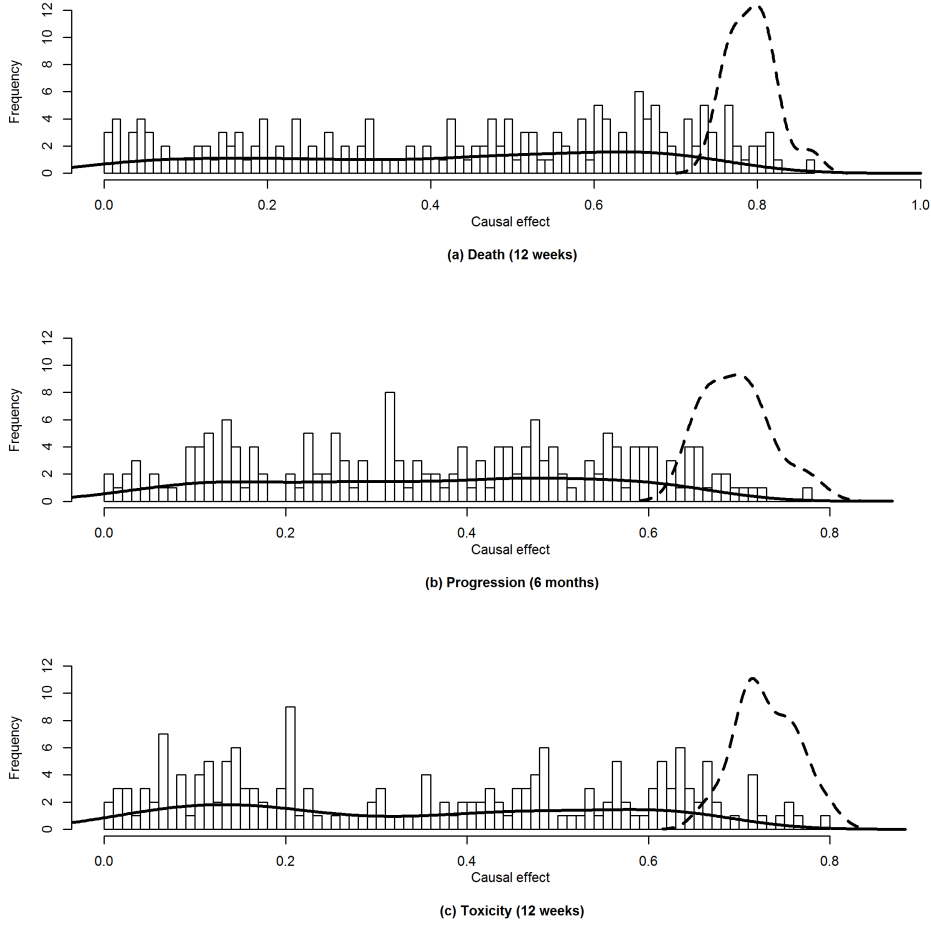 Frequency
12
10
8
6
4
2
0
0.0 0.2 0.4 0.6 0.8 1.0
Causal effect
(a) Death (12 weeks)
Frequency
12
10
8
6
4
2
0
0.0 0.2 0.4 0.6 0.8
Causal effect
(b) Progression (6 months)
Frequency
12
10
8
6
4
2
0
0.0 0.2 0.4 0.6 0.8
Causal effect
(c) Toxicity (12 weeks)